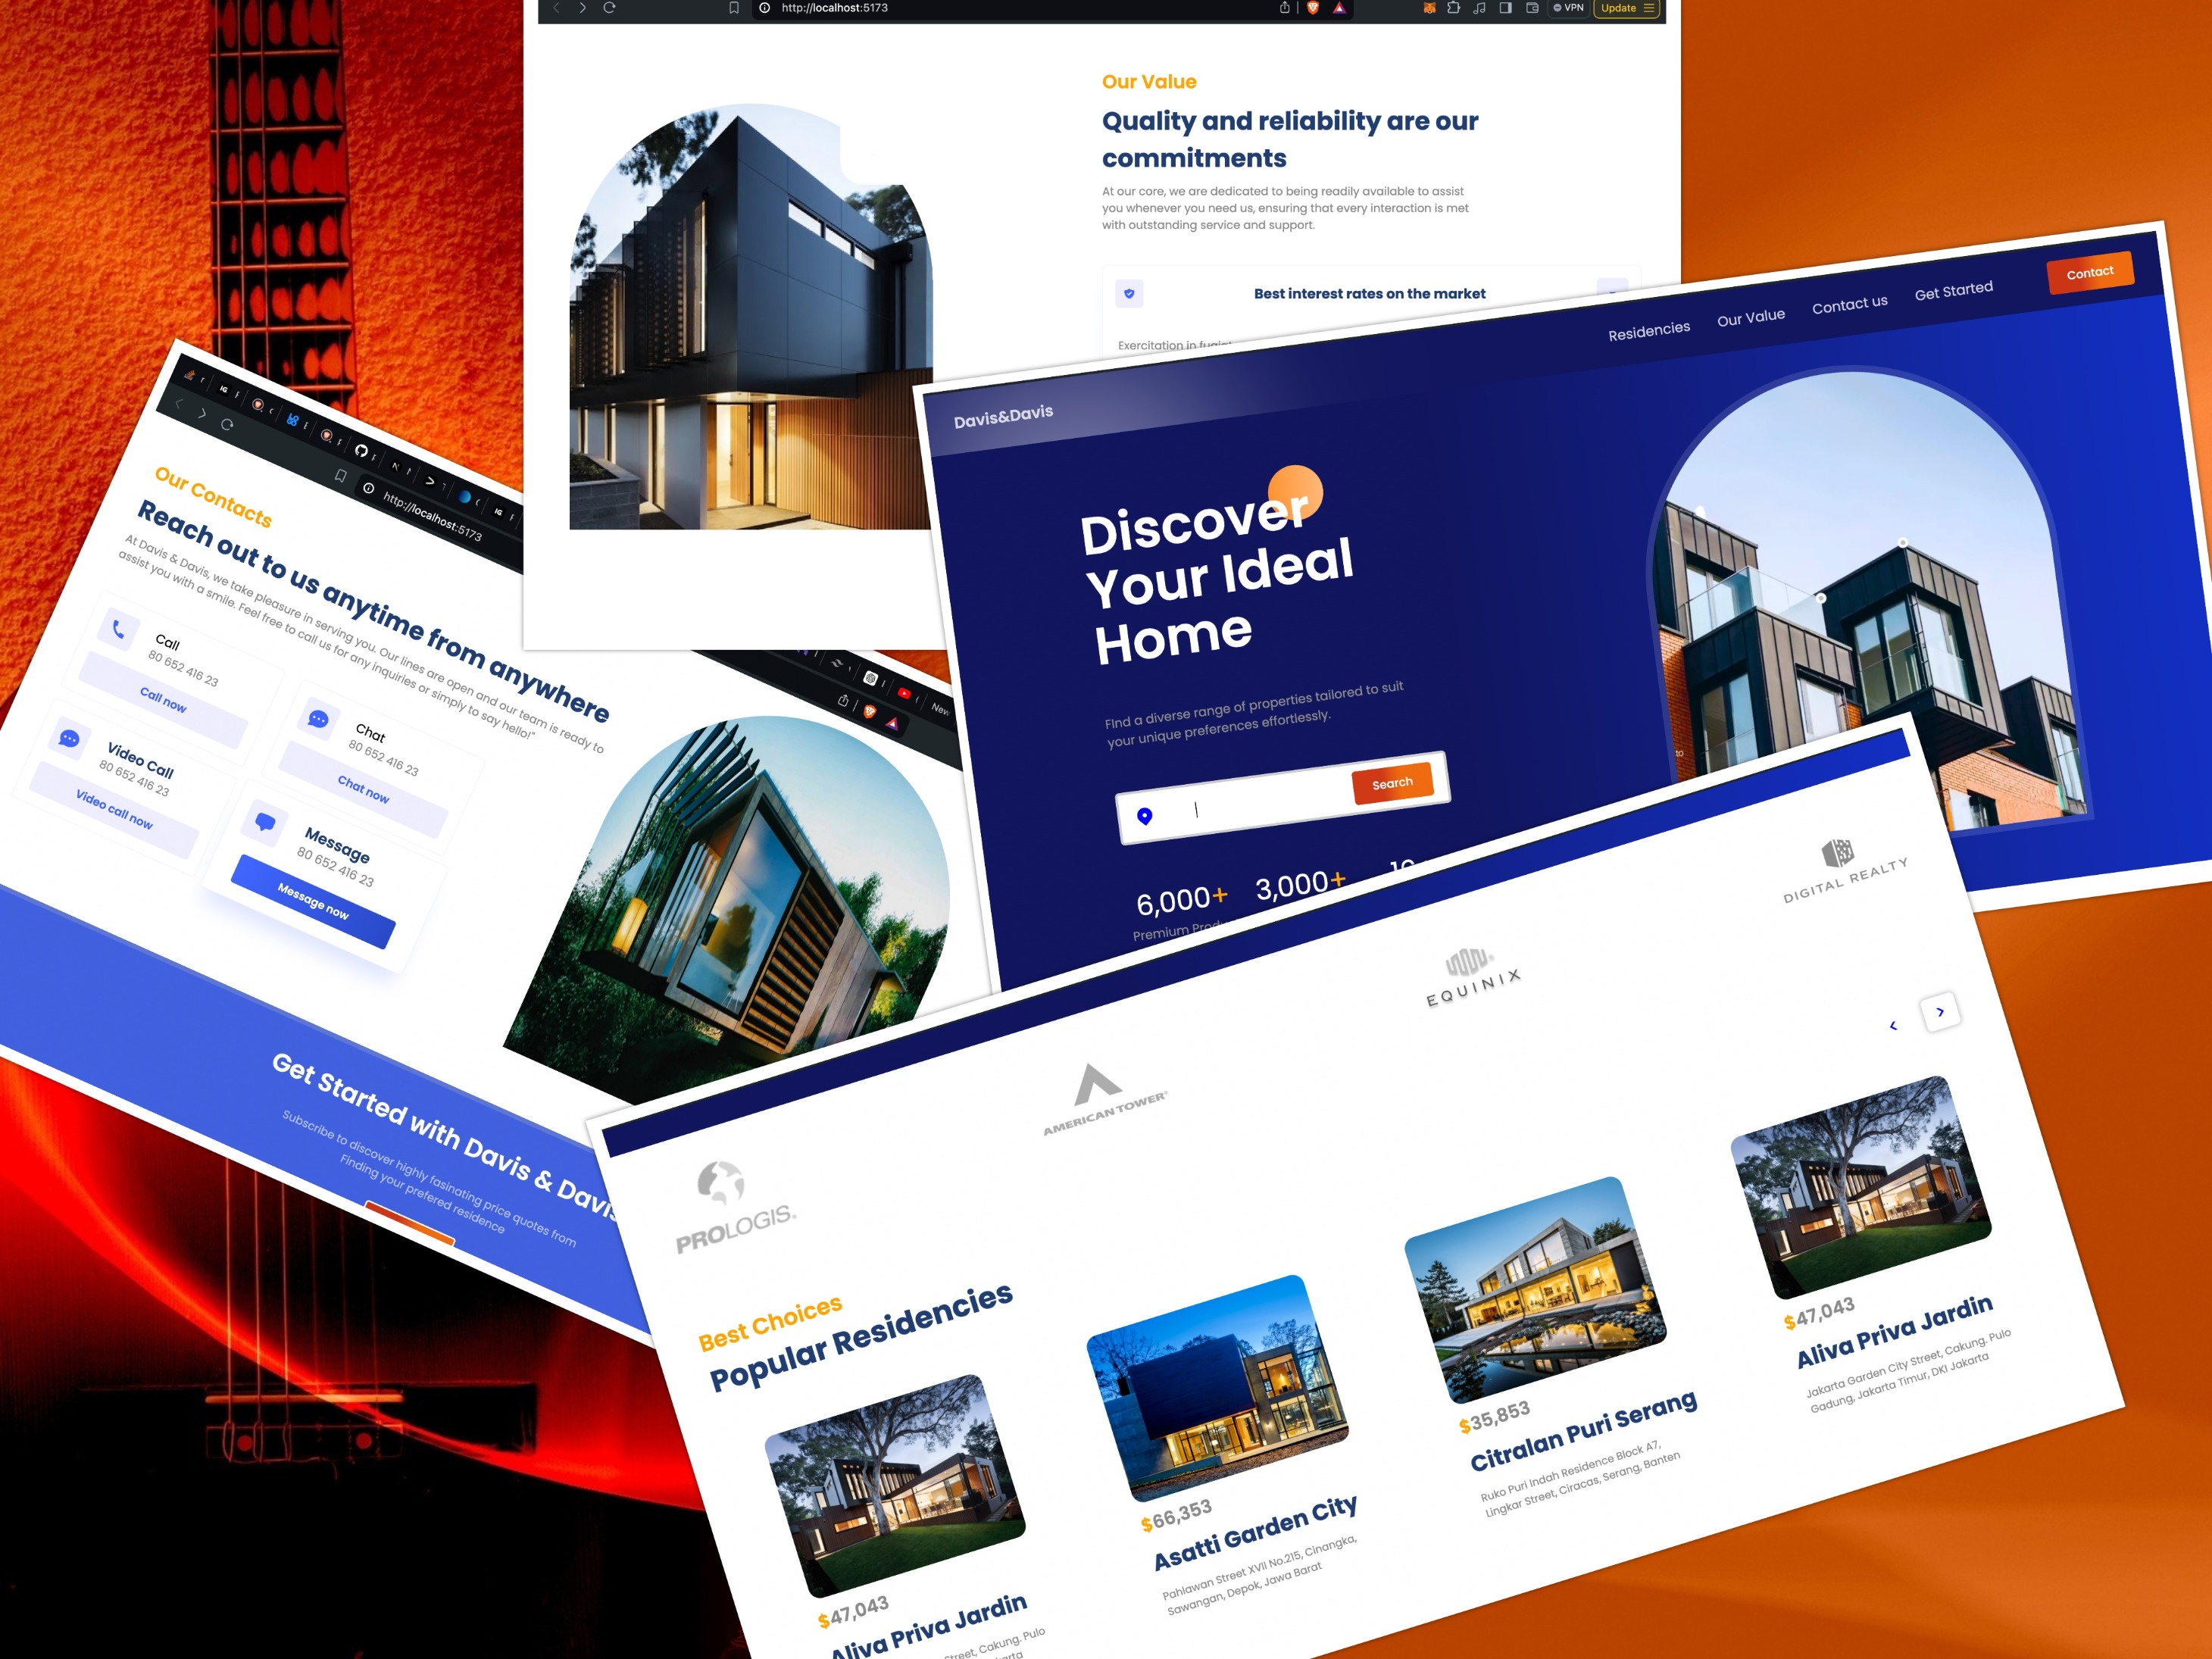 http://localhost:5173
VPN
Update
Our Value
Quality and reliability are our
commitments
At our core, we are dedicated to being readily available to assist
you whenever you need us, ensuring that every interaction is met
with outstanding service and support.
Best interest rates on the market
Exercitation in
Davis&Davis
Residencies
Our Value
Contact us
Get Started
Contact
Discover
Your Ideal
Home
FInd a diverse range of properties tailored to suit
your unique preferences effortlessly.
Search
6,000+
3,000+
Premium
http://localhost:5173
New
Our Contacts
Reach out to us anytime from anywhere
At Davis & Davis, we take pleasure in serving you. Our lines are open and our team is ready to
assist you with a smile. Feel free to call us for any inquiries or simply to say hello!"
Call
80 652 416 23
Call now
Chat
80 652 416 23
Chat now
Video Call
80 652 416 23
Video call now
Message
80 652 416 23
Message now
Get Started with Davis & Davis
Subscribe to discover highly fasinating price quotes from
Finding your prefered residence
PROLOGIS.
AMERICAN TOWER®
EQUINIX
DIGITAL REALTY
Best Choices
Popular Residencies
$47,043
Aliva Priva Jardin
Street, Cakung. Pulo
$66,353
Asatti Garden City
Pahlawan Street XVII No.215, Cinangka,
Sawangan, Depok, Jawa Barat
$35,853
Citralan Puri Serang
Ruko Puri Indah Residence Block A7,
Lingkar Street, Ciracas, Serang, Banten
$47,043
Aliva Priva Jardin
Jakarta Garden City Street, Cakung. Pulo
Gadung, Jakarta Timur, DKI Jakarta